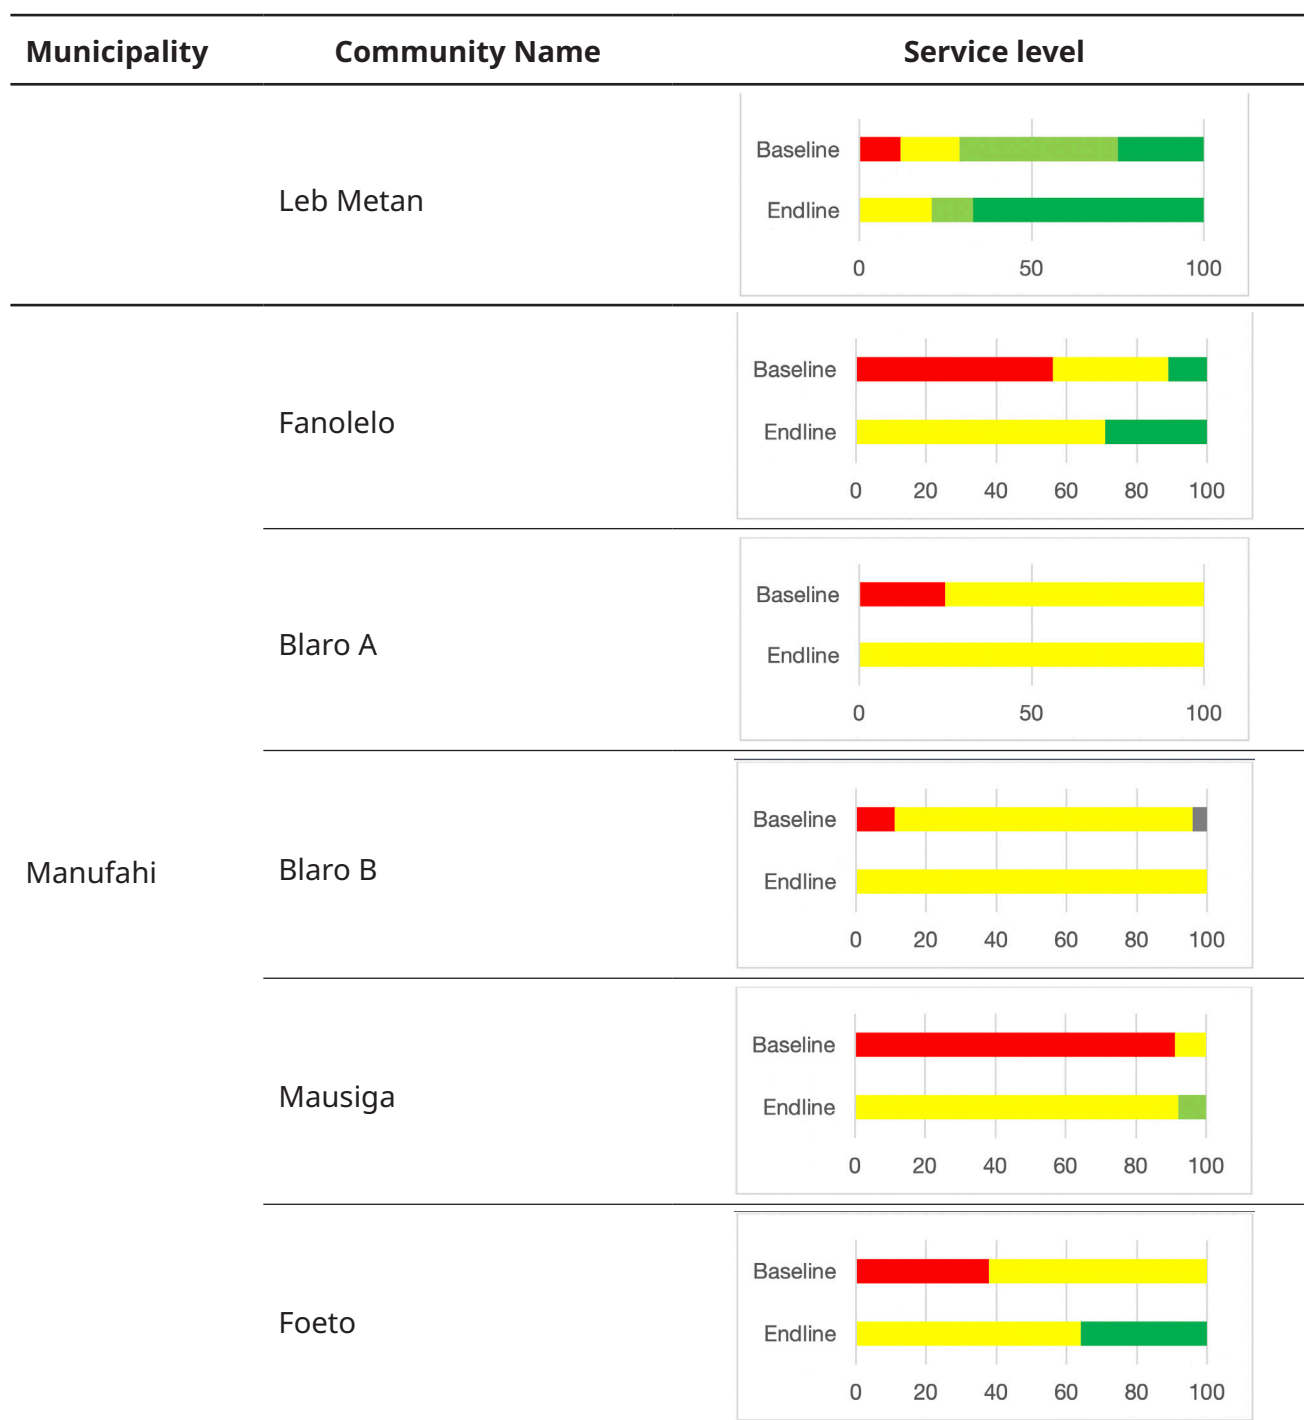 Municipality Community Name Service level
Baseline
Leb Metan
Endline
0 50 100
Baseline
Fanolelo
Endline
0 20 40 60 80 100
Baseline
Blaro A
Endline
0 50 100
Baseline
Manufahi Blaro B
Endline
0 20 40 60 80 100
Baseline
Mausiga
Endline
0 20 40 60 80 100
Baseline
Foeto
Endline
0 20 40 60 80 100